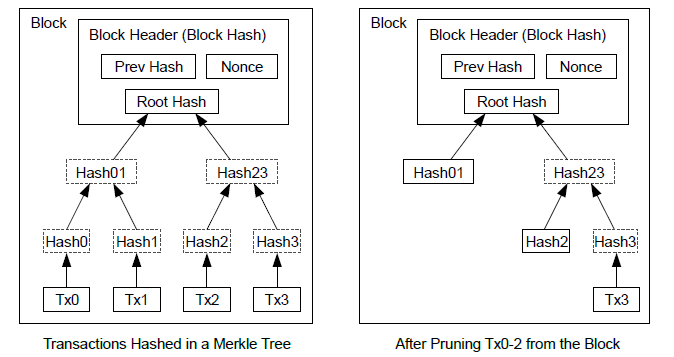 Block
Block Header (Block Hash)
Prev Hash
Nonce
Root Hash
Hash01
Hash23
Hash0
Hash1
Hash2
Hash3
Tx0
Tx1
Tx2
Tx3
Transactions Hashed in a Merkle Tree
Block
Block Header (Block Hash)
Prev Hash
Nonce
Root Hash
Hash01
Hash23
Hash2
Hash3
Tx3
After Pruning Tx0-2 from the Block